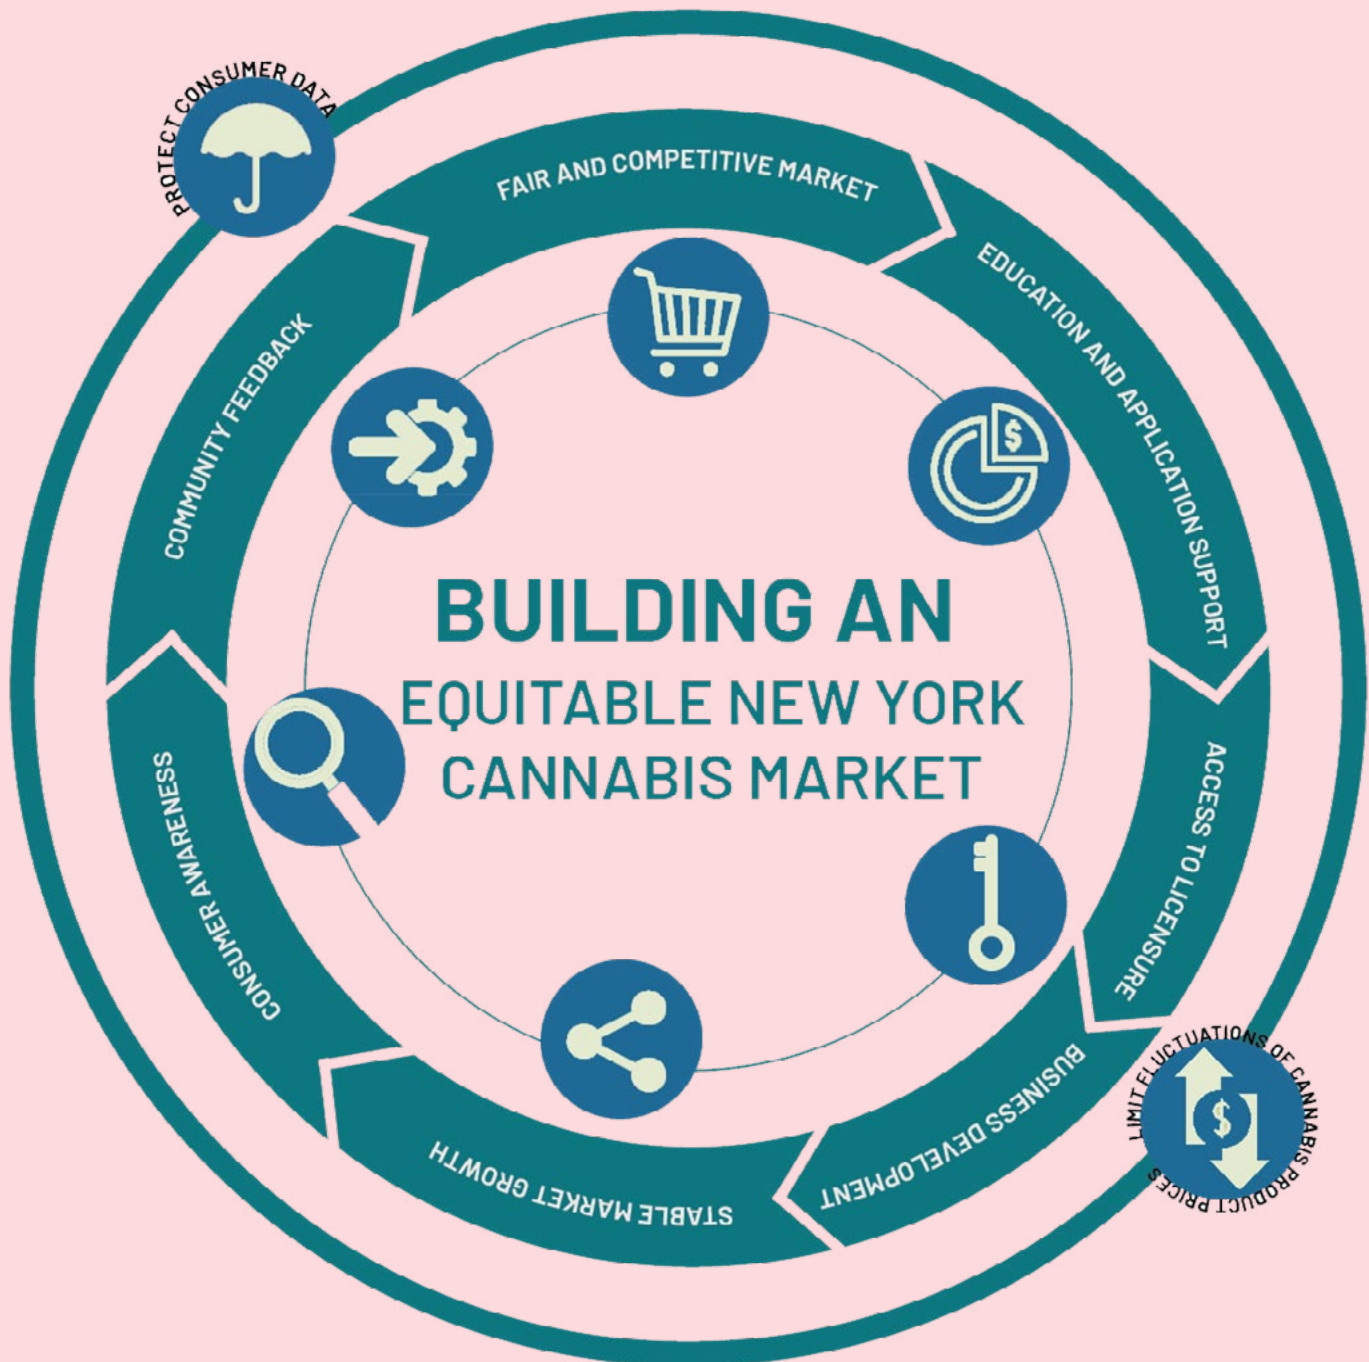 PROTECT CONSUMER DATA
FAIR AND COMPETITIVE MARKET
EDUCATION AND APPLICATION SUPPORT
COMMUNITY FEEDBACK
BUILDING AN
EQUITABLE NEW YORK
CANNABIS MARKET
$
ACCESS TO LICENSURE
CONSUMER AWARENESS
BUSINESS DEVELOPMENT
STABLE MARKET GROWTH
LIMIT FLUCTUATIONS OF CANNABIS PRODUCT PRICES
$